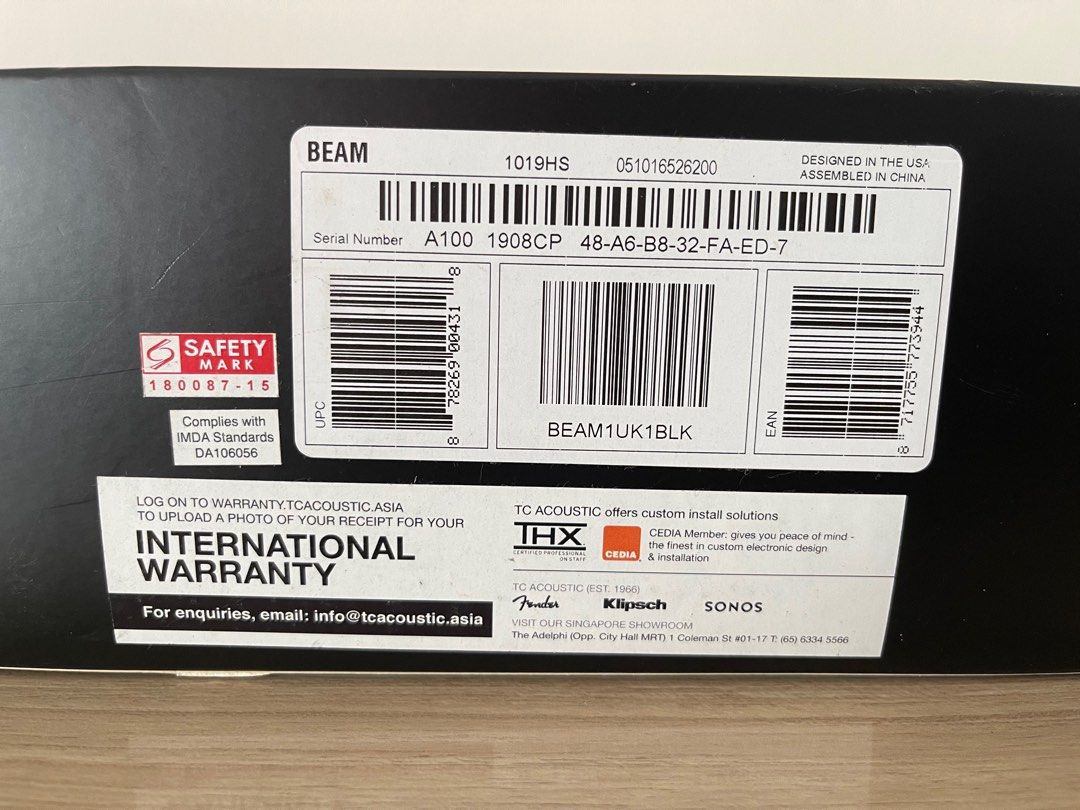 BEAM
1019HS 051016526200
DESIGNED IN THE USA
ASSEMBLED IN CHINA
Serial Number A100 1908CP 48-A6-B8-32-FA-ED-7
UPC
8 78269 00431 8
BEAM1UK1BLK
EAN
8 717755 773944
SAFETY
MARK
180087-15
Complies with
IMDA Standards
DA106056
LOG ON TO WARRANTY.TCACOUSTIC.ASIA
TO UPLOAD A PHOTO OF YOUR RECEIPT FOR YOUR
INTERNATIONAL
WARRANTY
For enquiries, email: info@tcacoustic.asia
TC ACOUSTIC offers custom install solutions
THX
CERTIFIED PROFESSIONAL
ON STAFF
CEDIA
CEDIA Member: gives you peace of mind -
the finest in custom electronic design
& installation
TC ACOUSTIC (EST. 1966)
Fender Klipsch SONOS
VISIT OUR SINGAPORE SHOWROOM
The Adelphi (Opp. City Hall MRT) 1 Coleman St #01-17 T: (65) 6334 5566